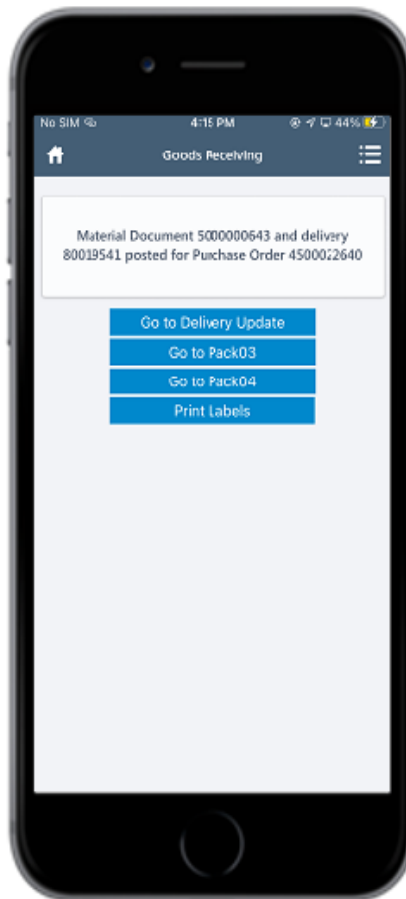 No SIM
4:15 PM
44%
Goods Receiving
Material Document 5000000643 and delivery
80019541 posted for Purchase Order 4500022640
Go to Delivery Update
Go to Pack03
Go to Pack04
Print Labels